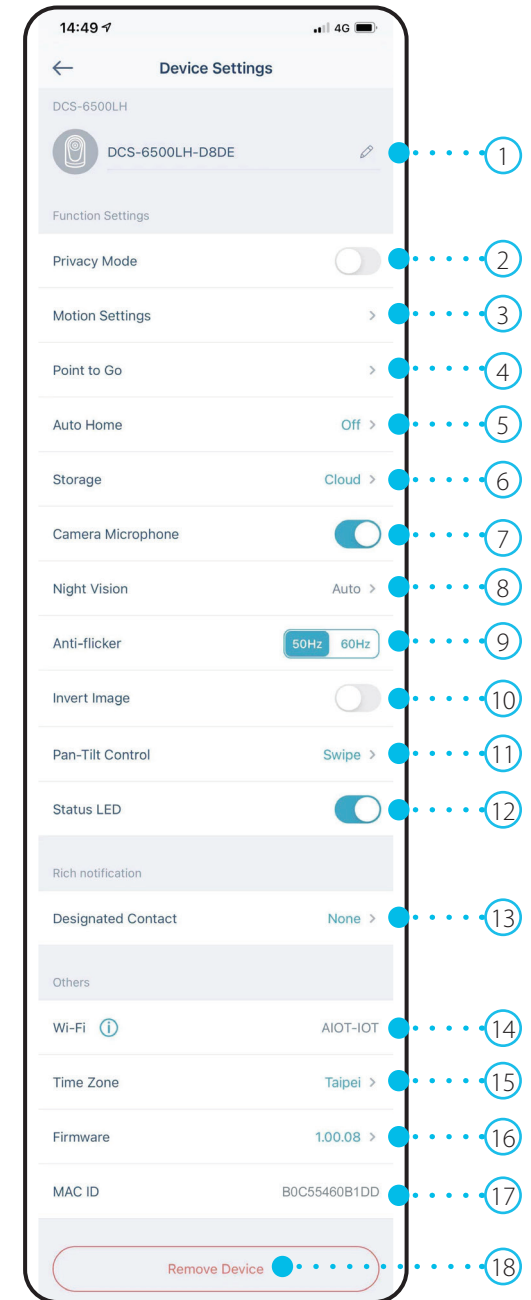 14:49 4G
Device Settings
DCS-6500LH
DCS-6500LH-D8DE 1
Function Settings
Privacy Mode 2
Motion Settings > 3
Point to Go > 4
Auto Home Off > 5
Storage Cloud > 6
Camera Microphone 7
Night Vision Auto > 8
Anti-flicker 50Hz 60Hz 9
Invert Image 10
Pan-Tilt Control Swipe > 11
Status LED 12
Rich notification
Designated Contact None > 13
Others
Wi-Fi i AIOT-IOT 14
Time Zone Taipei > 15
Firmware 1.00.08 > 16
MAC ID B0C55460B1DD 17
Remove Device 18